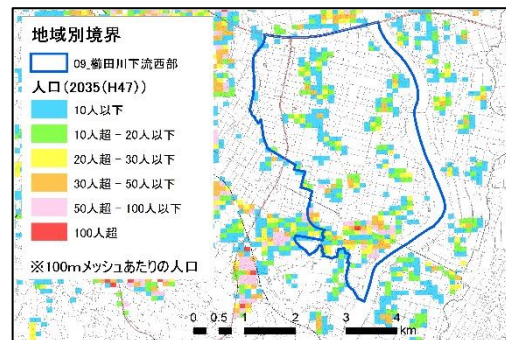 地域別境界
09_櫛田川下流西部
人口(2035(H47))
10人以下
10人超 - 20人以下
20人超 - 30人以下
30人超 - 50人以下
50人超 - 100人以下
100人超
※100mメッシュあたりの人口
0 0.5 1 2 3 4
km